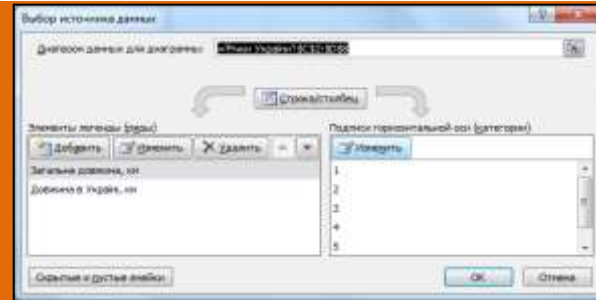 Выбор источника данных
Диапазон данных для диаграммы:
Строка/столбец
Элементы легенды (ряды)
Добавить Изменить Удалить
Загальна довжина, км
Довжина в Україні, км
Подписи горизонтальной оси (категории)
Изменить
1
2
3
4
5
Скрытые и пустые ячейки
ОК Отмена